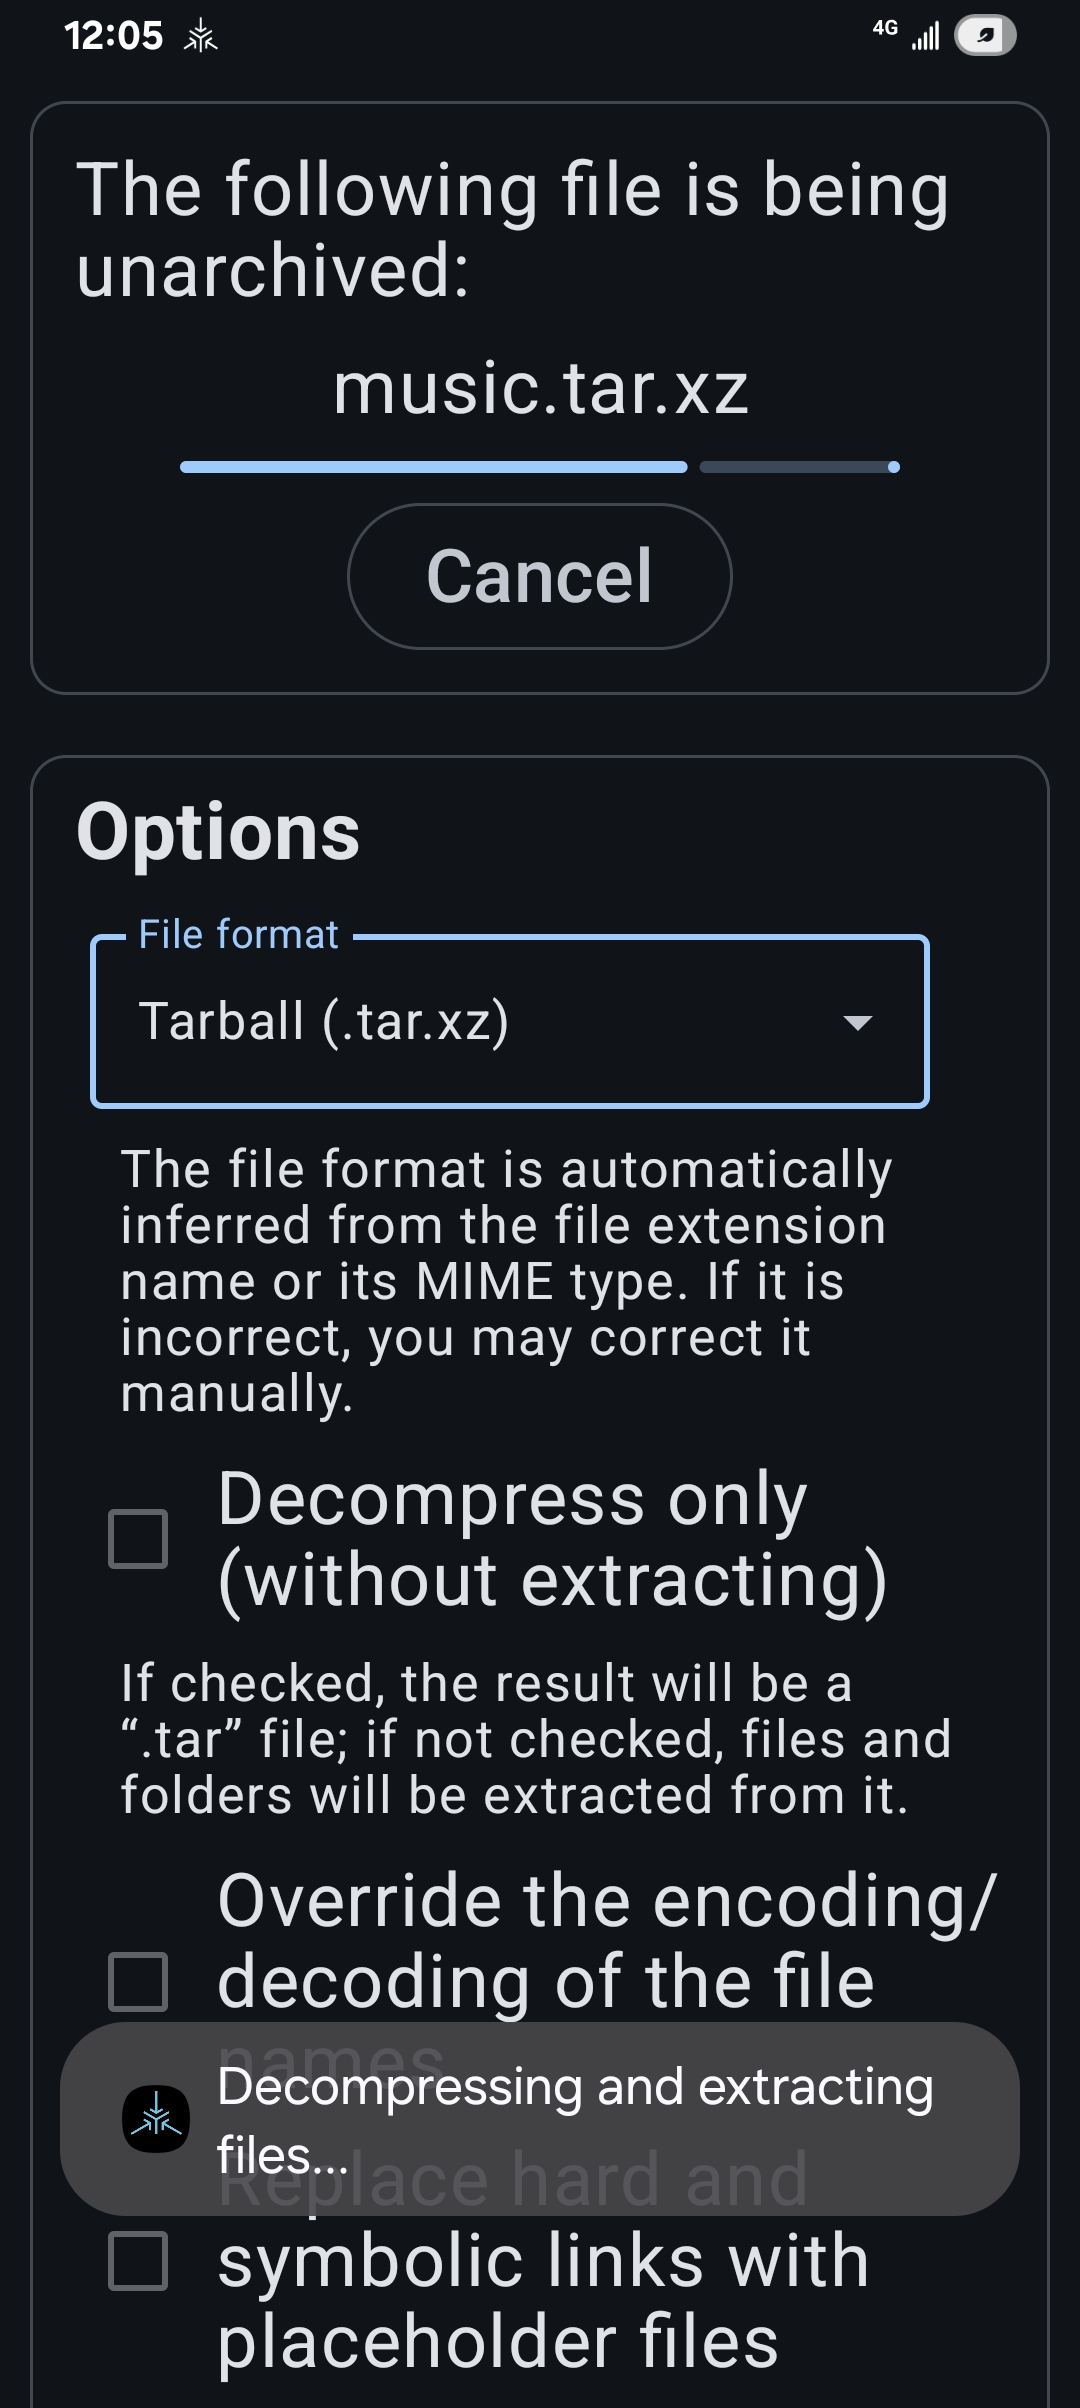 12:05
4G
The following file is being
unarchived:
music.tar.xz
Cancel
Options
File format
Tarball (.tar.xz)
The file format is automatically
inferred from the file extension
name or its MIME type. If it is
incorrect, you may correct it
manually.
Decompress only
(without extracting)
If checked, the result will be a
“.tar” file; if not checked, files and
folders will be extracted from it.
Override the encoding/
decoding of the file
names
Decompressing and extracting
files...
Replace hard and
symbolic links with
placeholder files